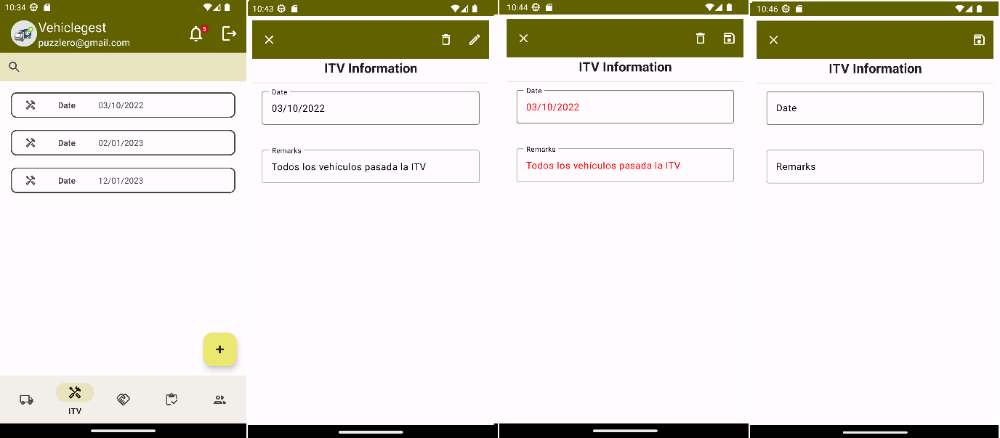 10:34
Vehiclegest
5
puzzlero@gmail.com
Date 03/10/2022
Date 02/01/2023
Date 12/01/2023
+
ITV
10:43
ITV Information
Date
03/10/2022
Remarks
Todos los vehículos pasada la ITV
10:44
ITV Information
Date
03/10/2022
Remarks
Todos los vehículos pasada la ITV
10:46
ITV Information
Date
Remarks